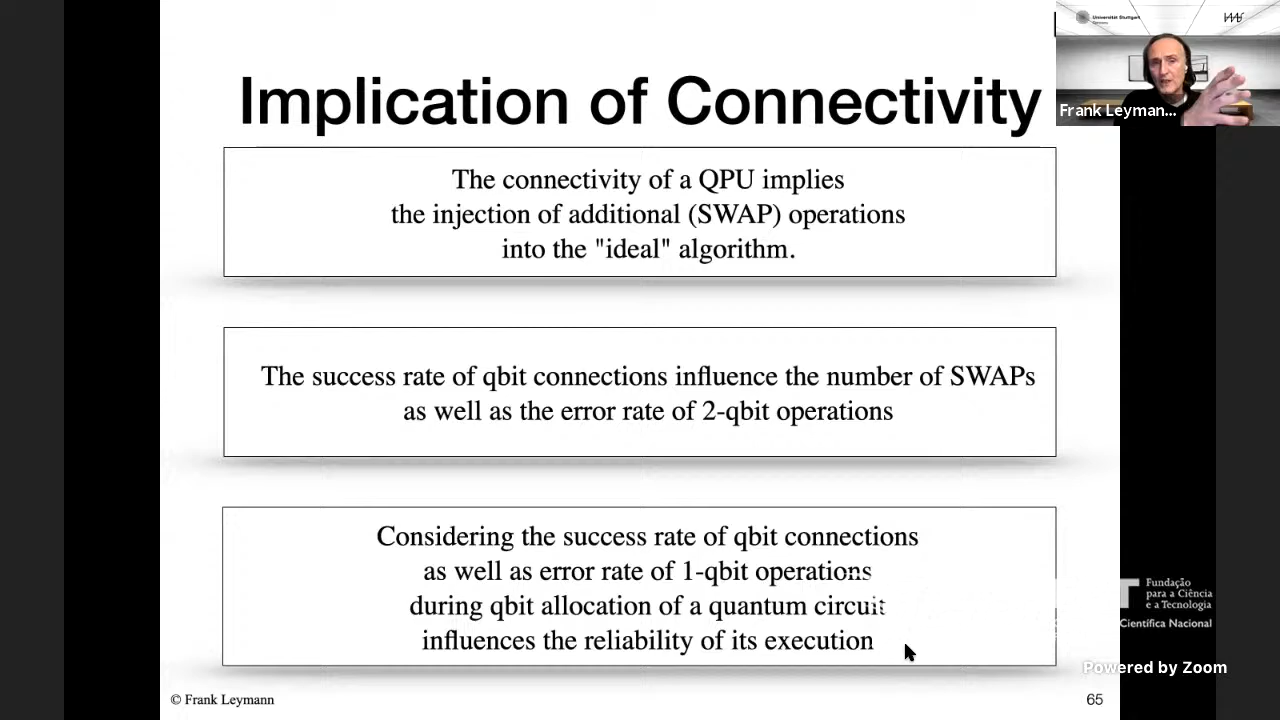 Universität Stuttgart
Implication of Connectivity
Frank Leyman...
The connectivity of a QPU implies
the injection of additional (SWAP) operations
into the "ideal" algorithm.
The success rate of qbit connections influence the number of SWAPs
as well as the error rate of 2-qbit operations
Considering the success rate of qbit connections
as well as error rate of 1-qbit operations
during qbit allocation of a quantum circuit
influences the reliability of its execution
Fundação
para a Ciência
e a Tecnologia
Científica Nacional
Powered by Zoom
© Frank Leymann
65